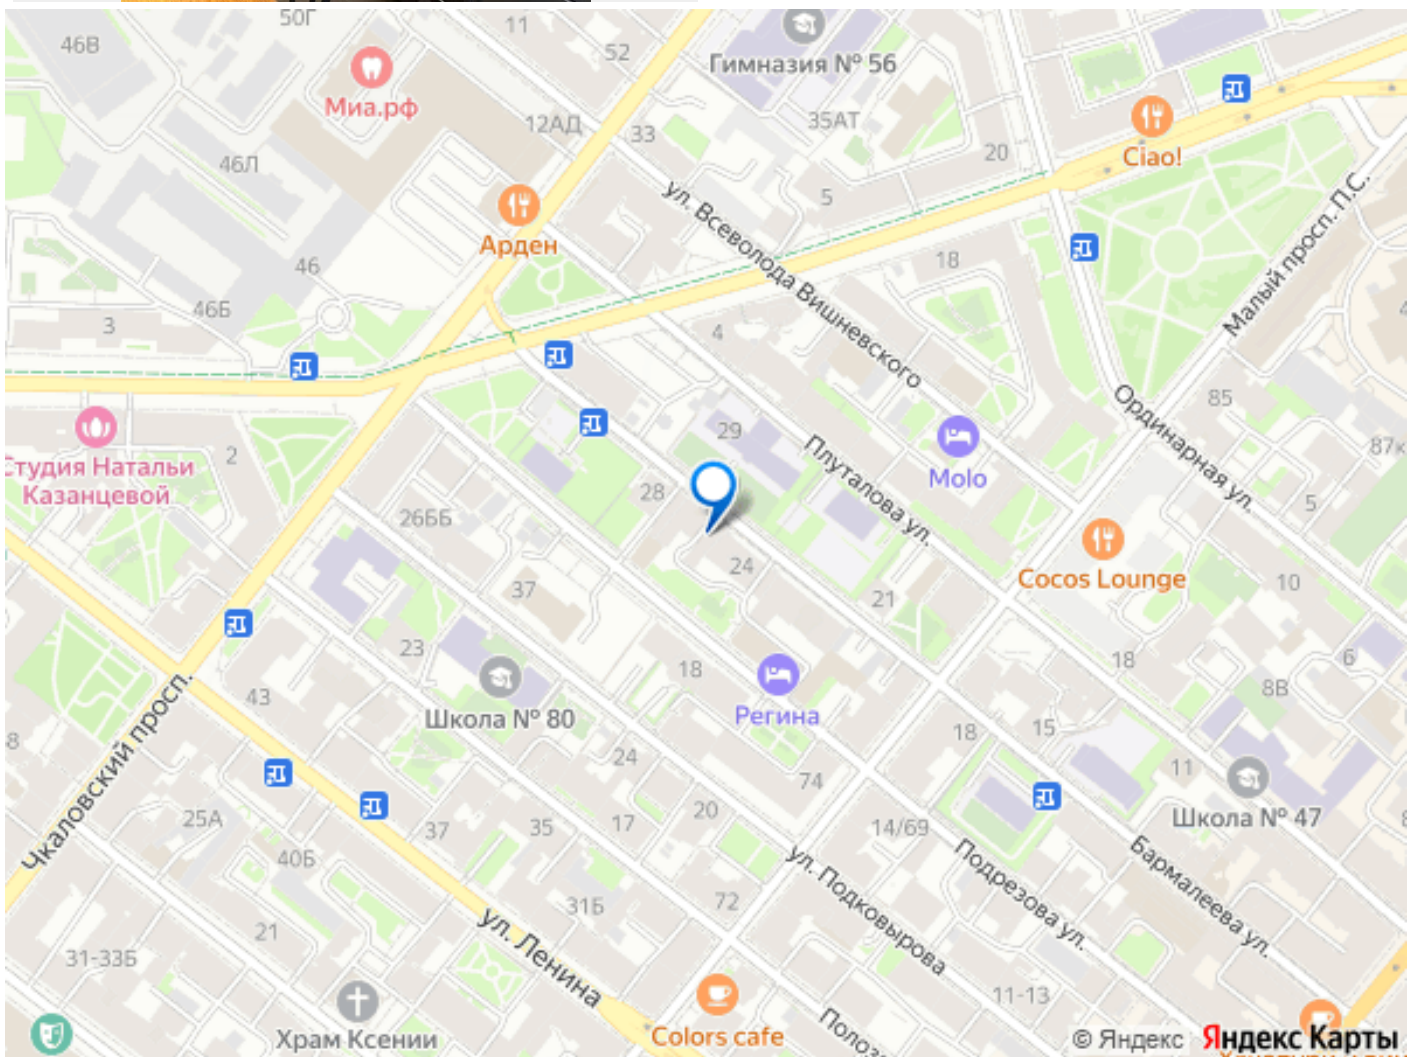 50Г
11
46В
52
Гимназия № 56
Миа.рф
12АД
33
35АТ
20
Ciao!
46Л
5
Арден
ул. Всеволода Вишневского
Малый просп. П.С.
46
18
46Б
3
4
85
Ординарная ул.
29
Плуталова ул.
Molo
87к
2
Студия Натальи
Казанцевой
28
26ББ
5
24
Cocos Lounge
10
37
21
23
18
18
6
8В
43
Школа № 80
Регина
15
18
Чкаловский просп.
24
74
11
Школа № 47
25А
37
35
17
20
14/69
40Б
ул. Подковырова
Подрезова ул.
Бармалеева ул.
31Б
72
ул. Ленина
21
31-33Б
11-13
Храм Ксении
Colors cafe
© Яндекс
Яндекс Карты